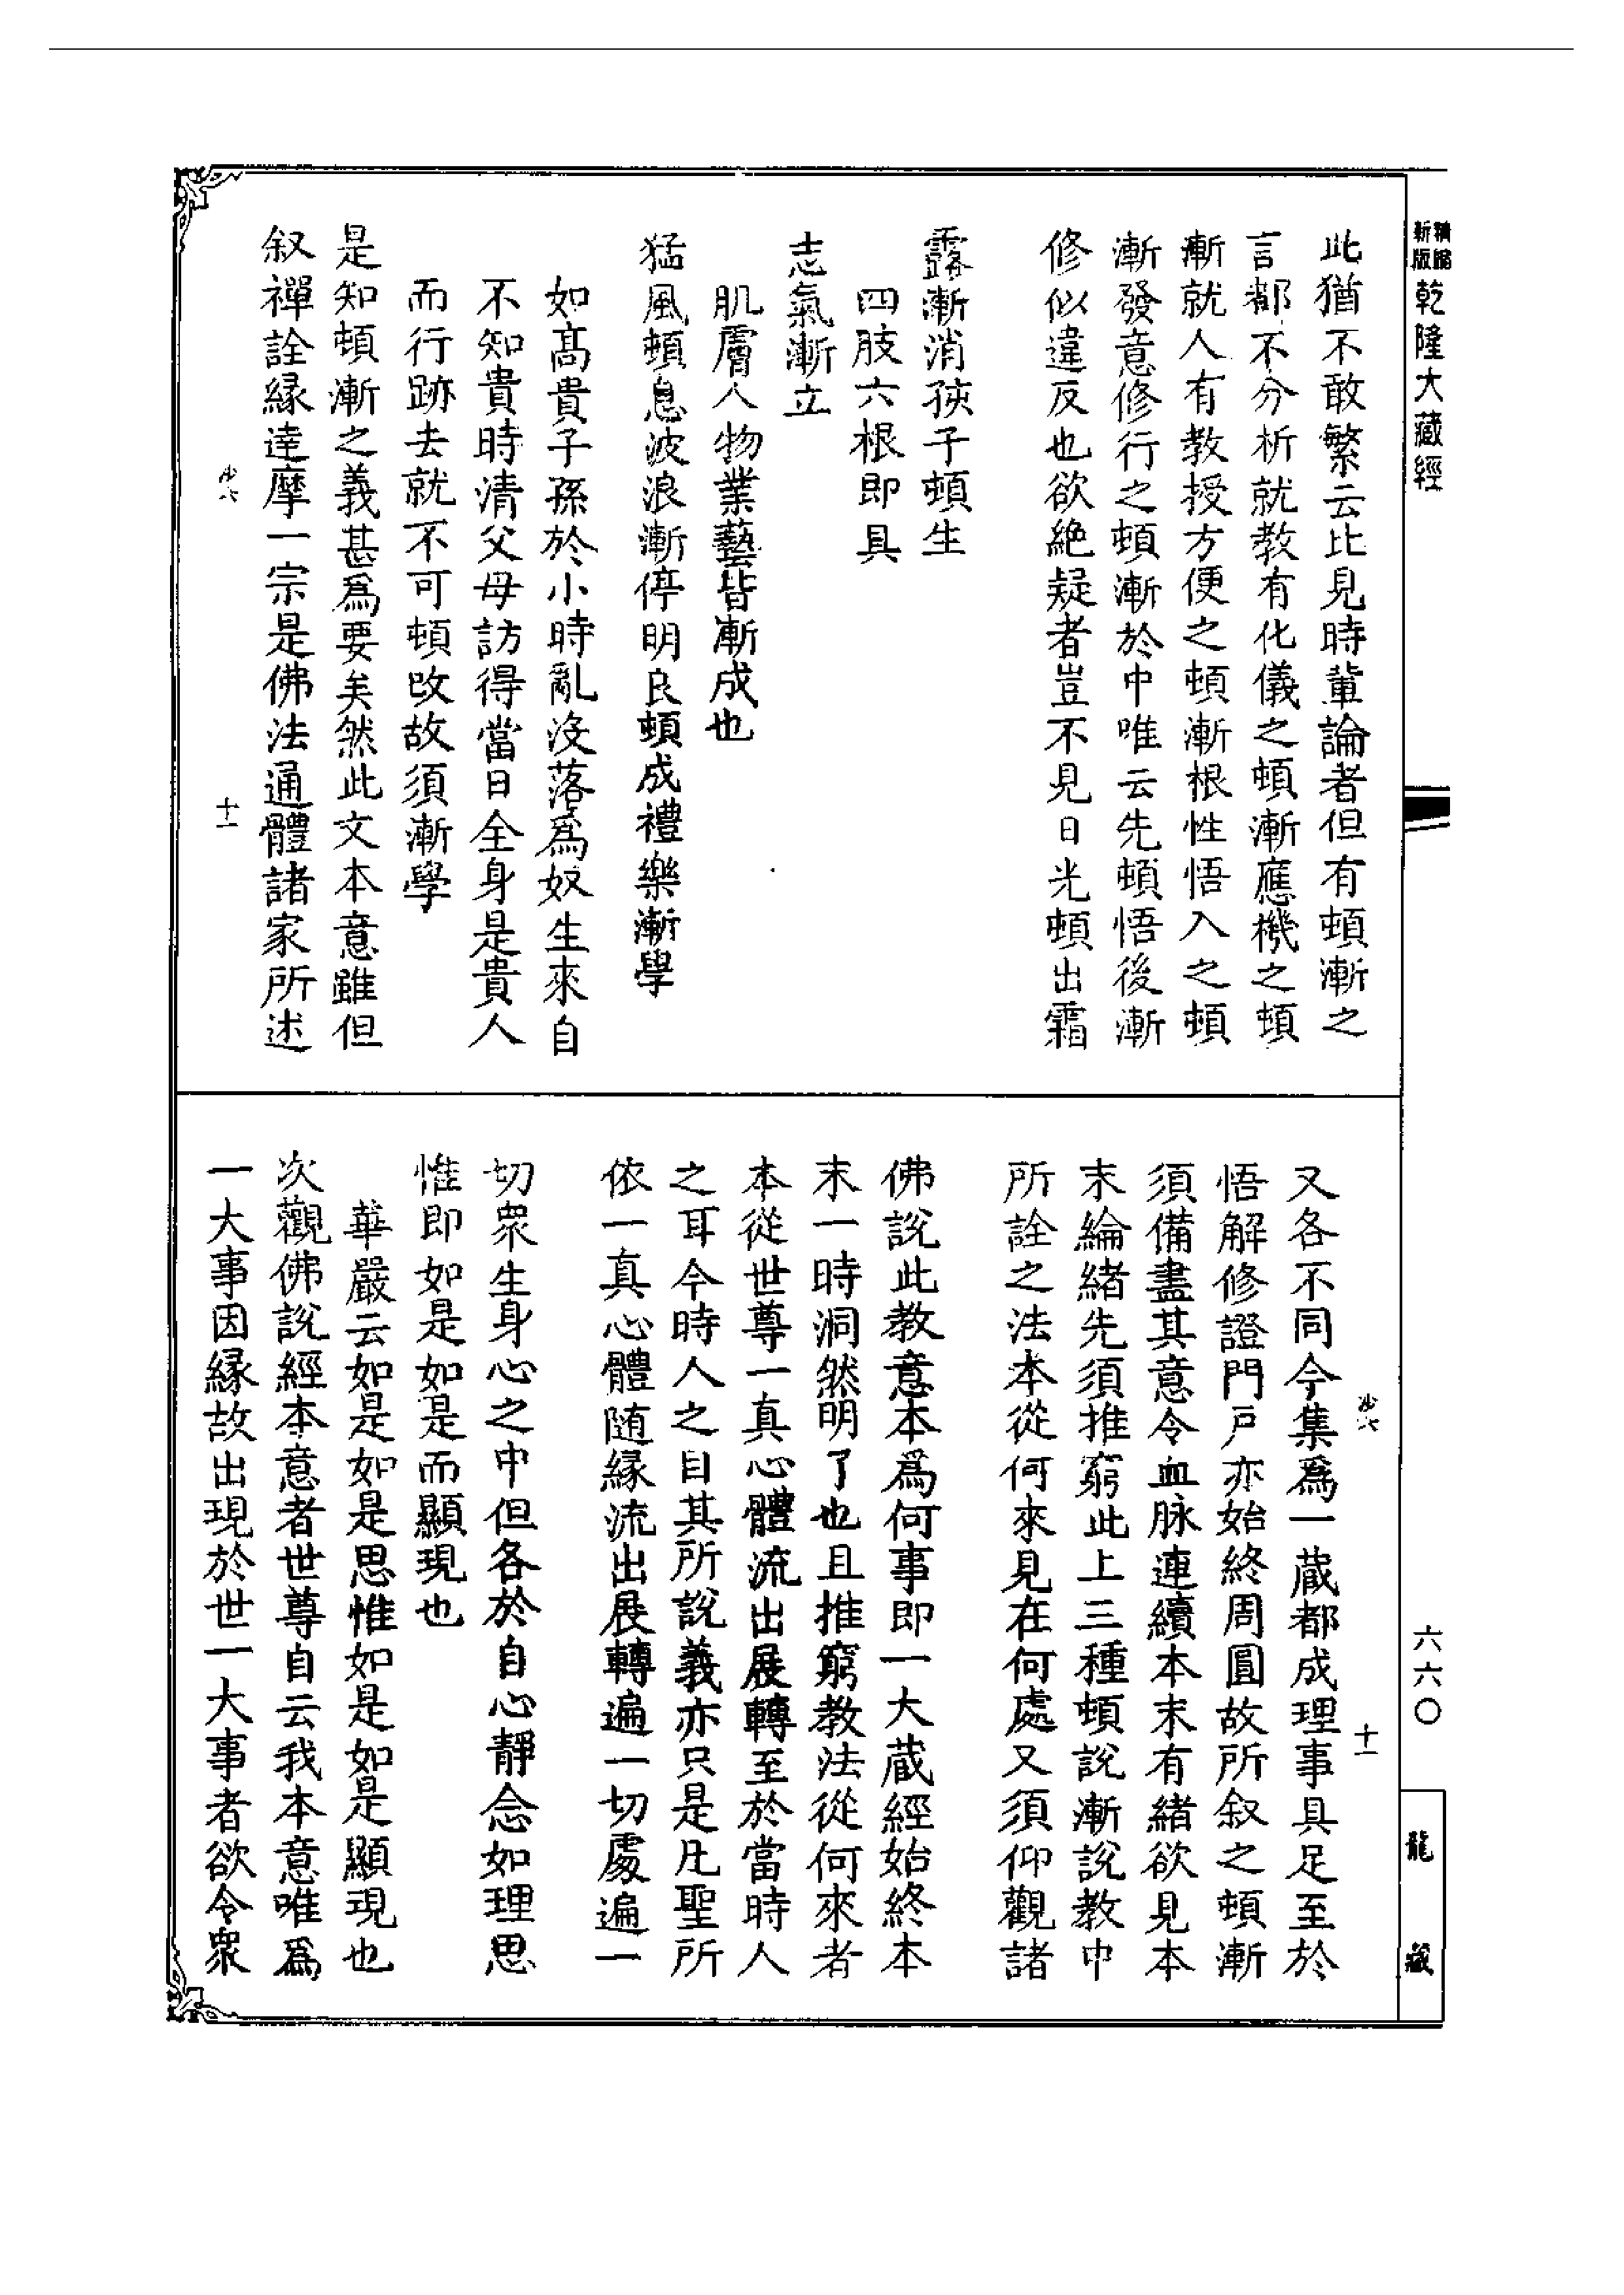 新版
精縮
乾隆大藏經
此猶不敢繁云比見時輩論者但有頓漸之
言都不分析就教有化儀之頓漸應機之頓
漸就人有教授方便之頓漸根性悟入之頓
漸發意修行之頓漸於中唯云先頓悟後漸
修似違反也欲絶疑者豈不見日光頓出霜
露漸消孩子頓生
四肢六根即具
志氣漸立
肌膚人物業藝皆漸成也
猛風頓息波浪漸停明良頓成禮樂漸學
如髙貴子孫於小時亂没落爲奴生來自
不知貴時清父母訪得當日全身是貴人
而行跡去就不可頓改故須漸學
是知頓漸之義甚爲要矣然此文本意雖但
叙禪詮縁達摩一宗是佛法通體諸家所述
沙六
十一
沙六
十一
又各不同今集爲一蔵都成理事具足至於
悟解修證門戸亦始終周圓故所叙之頓漸
須備盡其意令血脉連續本末有緒欲見本
末綸緒先須推窮此上三種頓說漸說教中
所詮之法本從何來見在何處又須仰觀諸
佛說此教意本爲何事即一大蔵經始終本
末一時洞然明了也且推窮教法從何來者
本從世尊一真心體流出展轉至於當時人
之耳今時人之目其所說義亦只是凡聖所
依一真心體随縁流出展轉遍一切處遍一
切衆生身心之中但各於自心靜念如理思
惟即如是如是而顯現也
華嚴云如是如是思惟如是如是顯現也
次觀佛說經本意者世尊自云我本意唯爲
一大事因縁故出現於世一大事者欲令衆
六六〇
龍藏